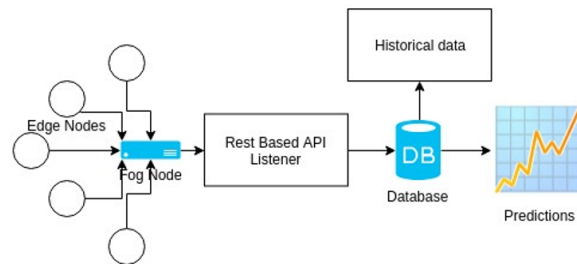 Edge Nodes
Fog Node
Rest Based API
Listener
Historical data
DB
Database
Predictions